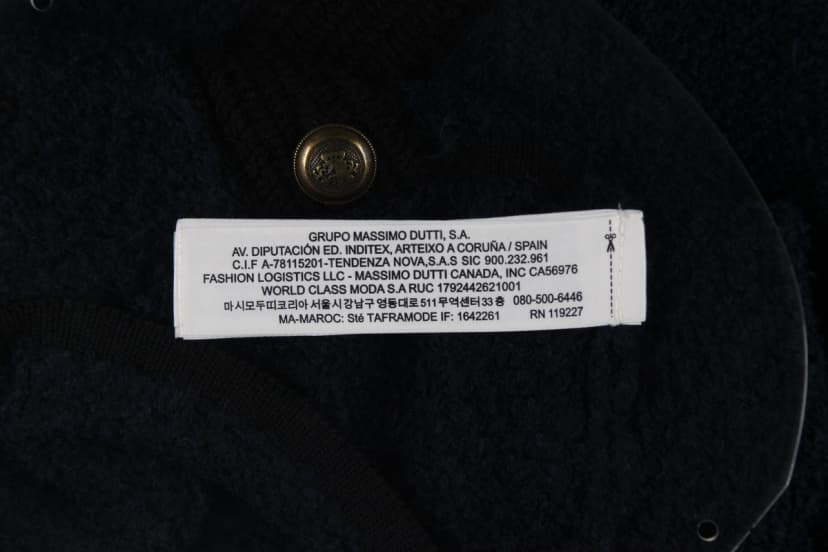 GRUPO MASSIMO DUTTI, S.A.
AV. DIPUTACIÓN ED. INDITEX, ARTEIXO A CORUÑA / SPAIN
C.I.F A-78115201-TENDENZA NOVA,S.A.S SIC 900.232.961
FASHION LOGISTICS LLC - MASSIMO DUTTI CANADA, INC CA56976
WORLD CLASS MODA S.A RUC 1792442621001
마시모두띠코리아 서울시강남구 영동대로 511 무역센터 33 층 080-500-6446
MA-MAROC: Sté TAFRAMODE IF: 1642261 RN 119227